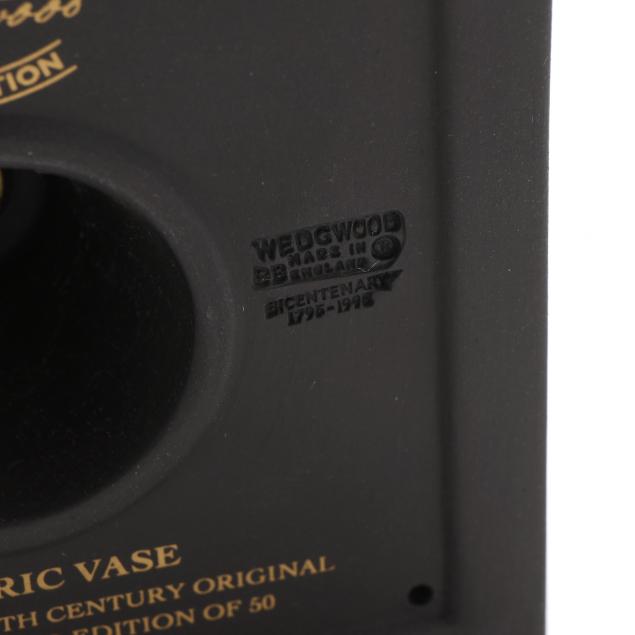 TION
WEDGWOOD
MADE IN
ENGLAND
BICENTENARY
1795-1995
RIC VASE
TH CENTURY ORIGINAL
EDITION OF 50